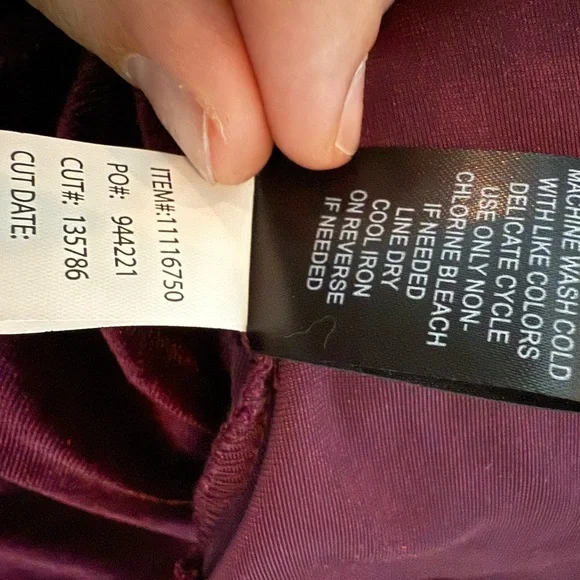 MACHINE WASH COLD
WITH LIKE COLORS
DELICATE CYCLE
USE ONLY NON-
CHLORINE BLEACH
IF NEEDED
LINE DRY
COOL IRON
ON REVERSE
IF NEEDED
ITEM#:11116750
PO#: 944221
CUT#: 135786
CUT DATE: